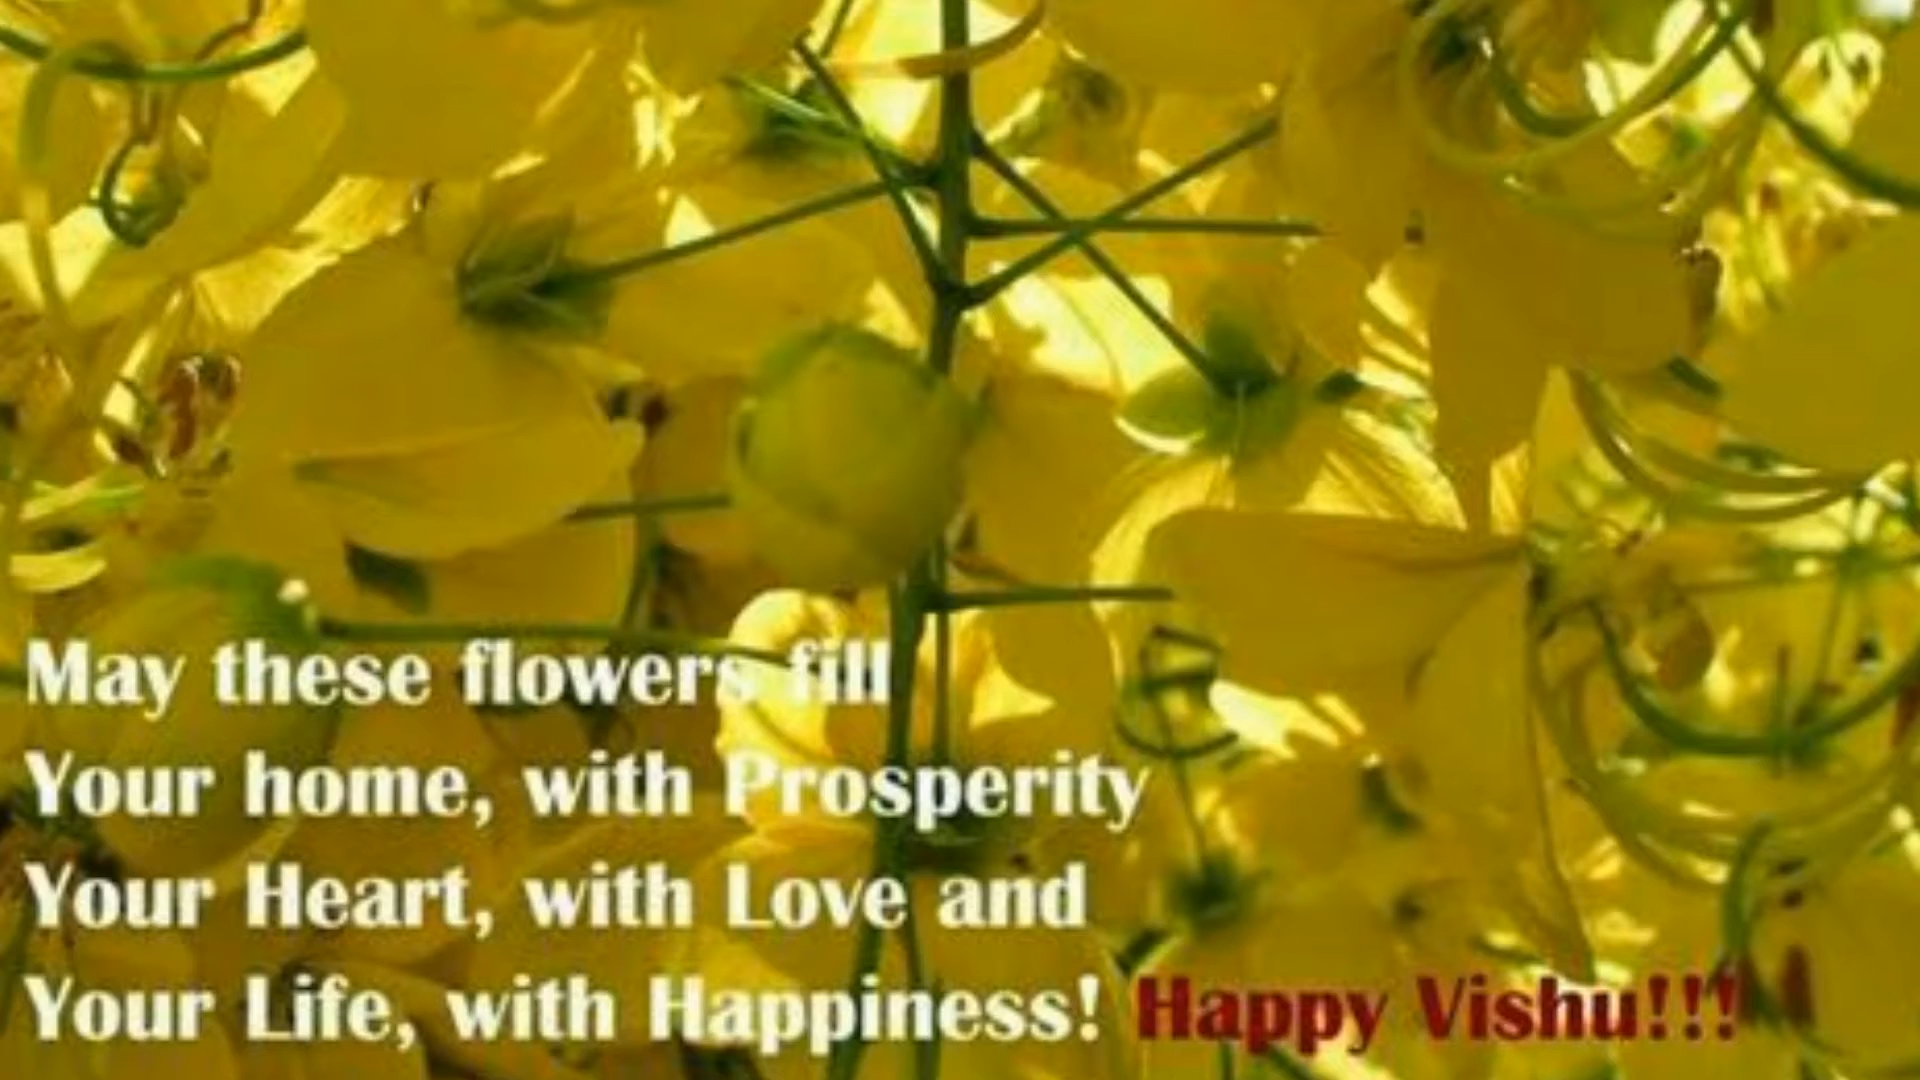 May these flowers fill
Your home, with Prosperity
Your Heart, with Love and
Your Life, with Happiness! Happy Vishu!!!